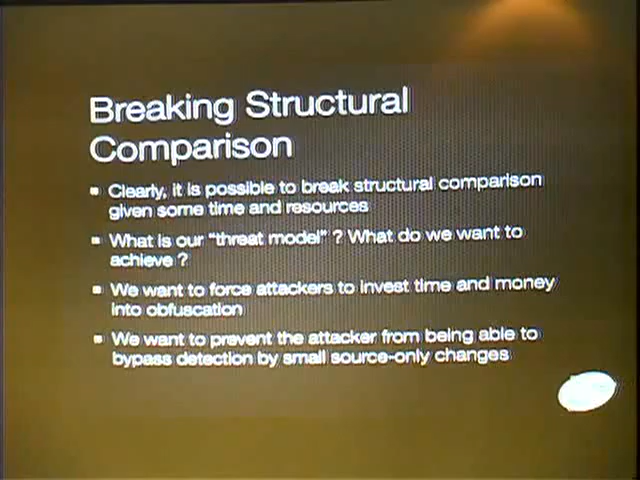 Breaking Structural
Comparison
▪ Clearly, it is possible to break structural comparison
given some time and resources
▪ What is our "threat model" ? What do we want to
achieve ?
▪ We want to force attackers to invest time and money
into obfuscation
▪ We want to prevent the attacker from being able to
bypass detection by small source-only changes